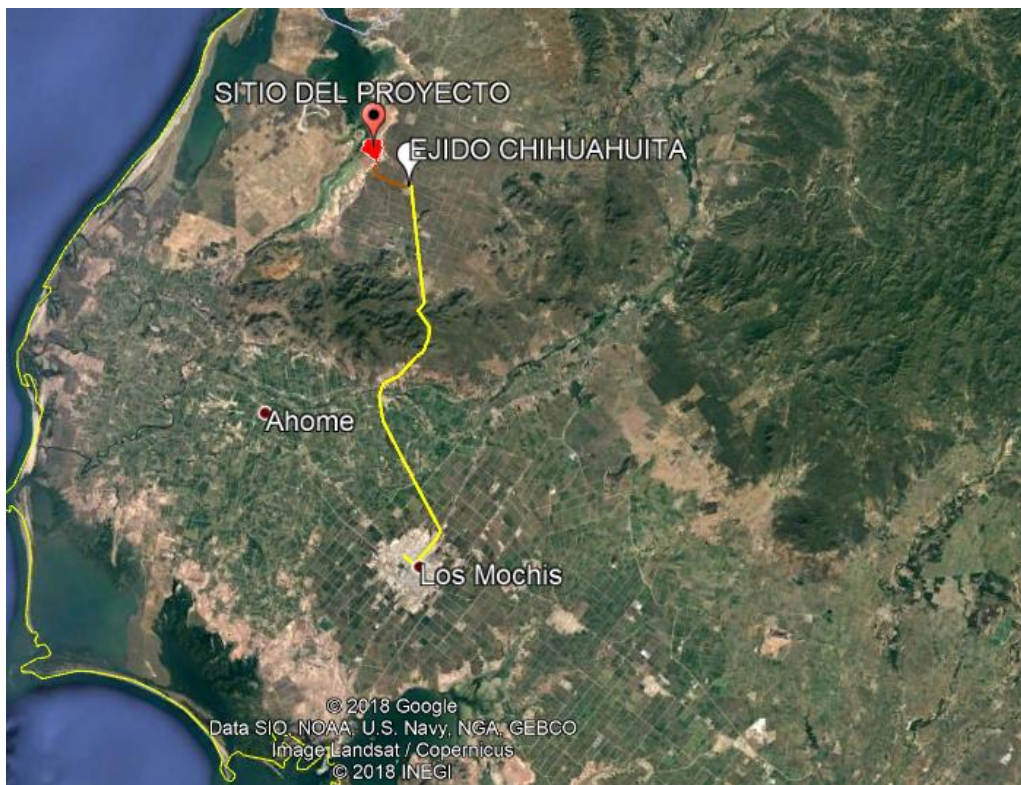 SITIO DEL PROYECTO
EJIDO CHIHUAHUITA
Ahome
Los Mochis
© 2018 Google
Data SIO, NOAA, U.S. Navy, NGA, GEBCO
Image Landsat / Copernicus
© 2018 INEGI